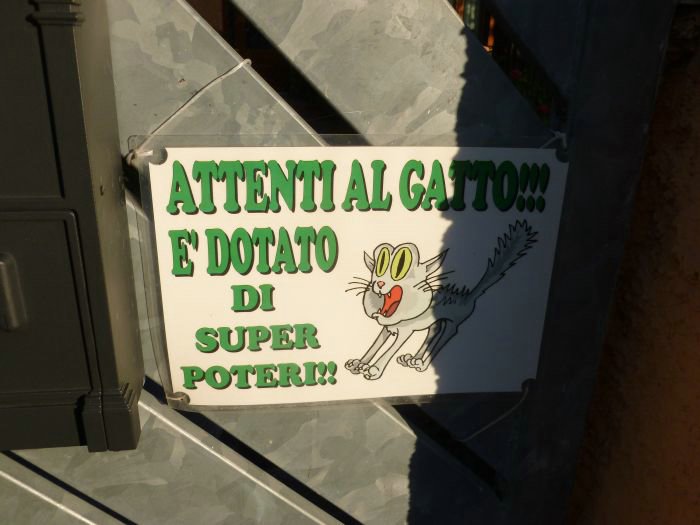 ATTENTI AL GATTO!!!
E' DOTATO
DI
SUPER
POTERI!!